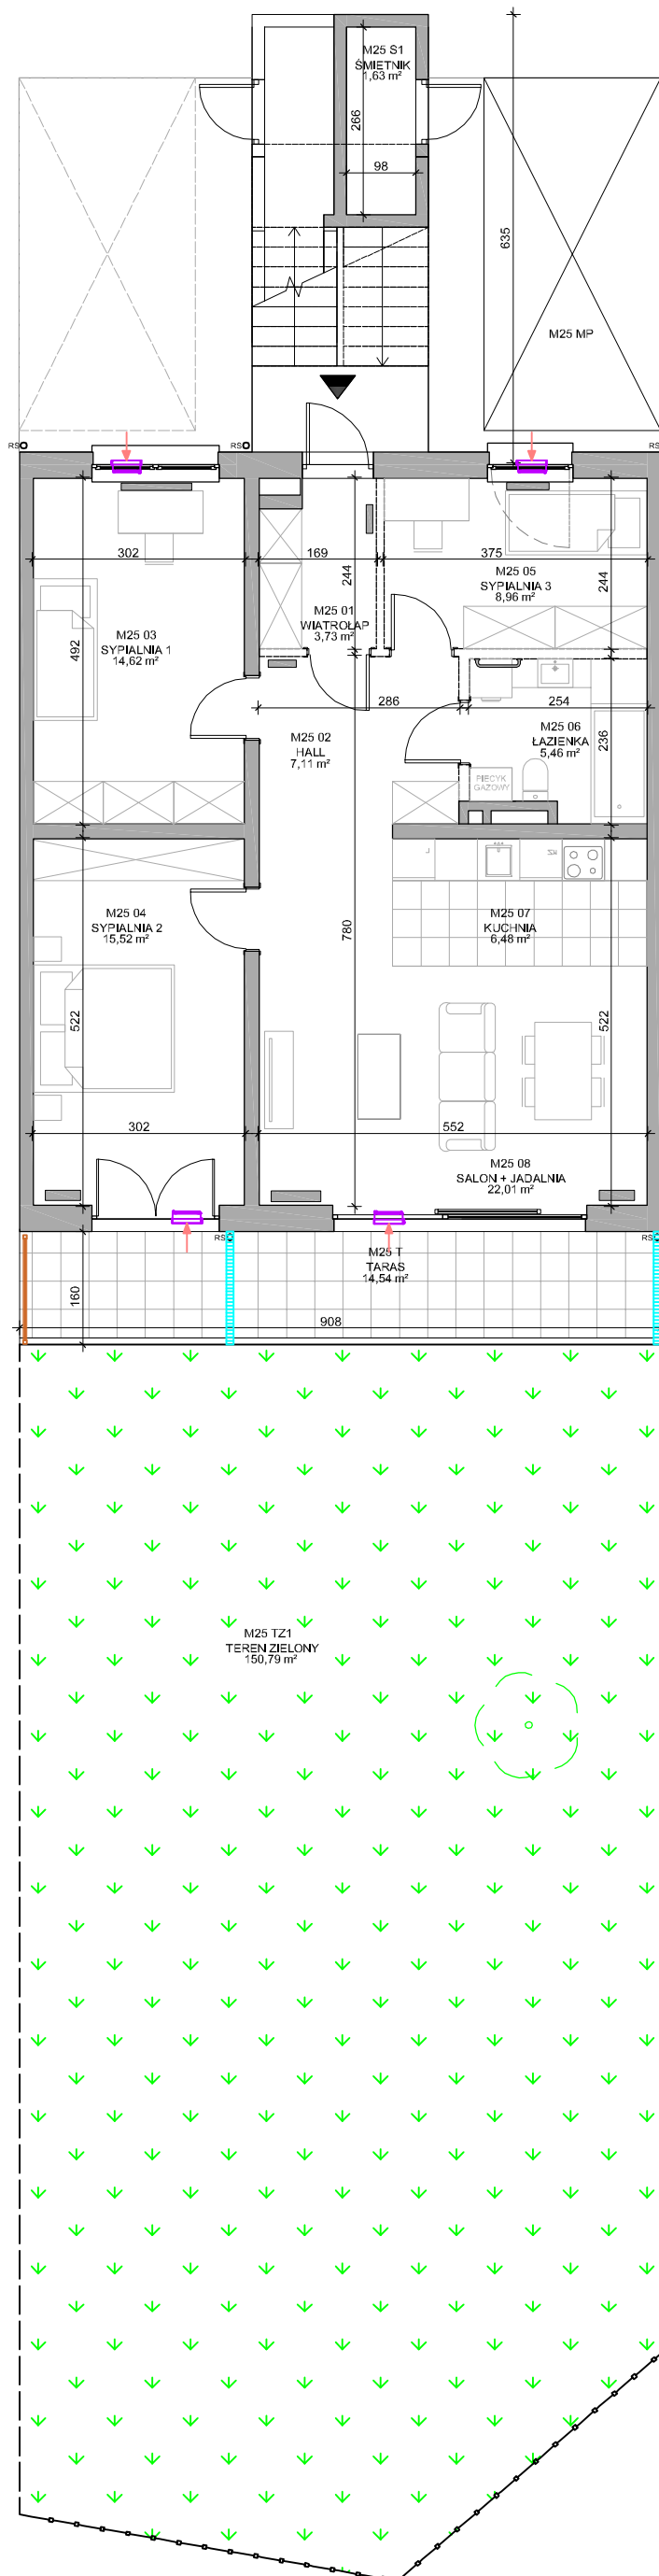 M25 S1
ŚMIETNIK
1,63 m²
266
98
635
M25 MP
RS
RS
RS
302
169
375
244
244
M25 05
SYPIALNIA 3
8,96 m²
M25 01
WIATROŁAP
3,73 m²
M25 03
SYPIALNIA 1
14,62 m²
492
286
254
M25 02
HALL
7,11 m²
M25 06
ŁAZIENKA
5,46 m²
236
PIECYK
GAZOWY
L
ZW
M25 04
SYPIALNIA 2
15,52 m²
M25 07
KUCHNIA
6,48 m²
780
522
522
302
552
M25 08
SALON + JADALNIA
22,01 m²
RS
RS
M25 T
TARAS
14,54 m²
160
908
M25 TZ1
TEREN ZIELONY
150,79 m²